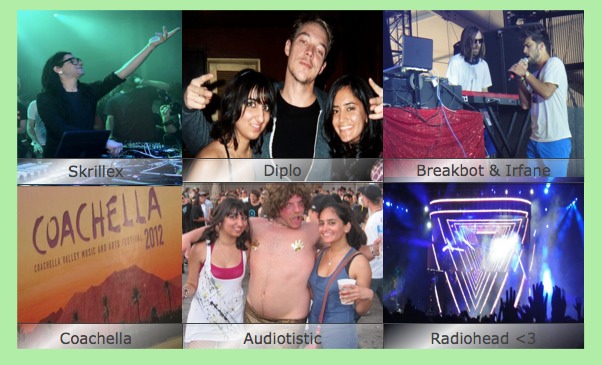 Skrillex
Diplo
Breakbot & Irfane
COACHELLA
COACHELLA VALLEY MUSIC AND ARTS FESTIVAL
2012
Coachella
Audiotistic
Radiohead <3